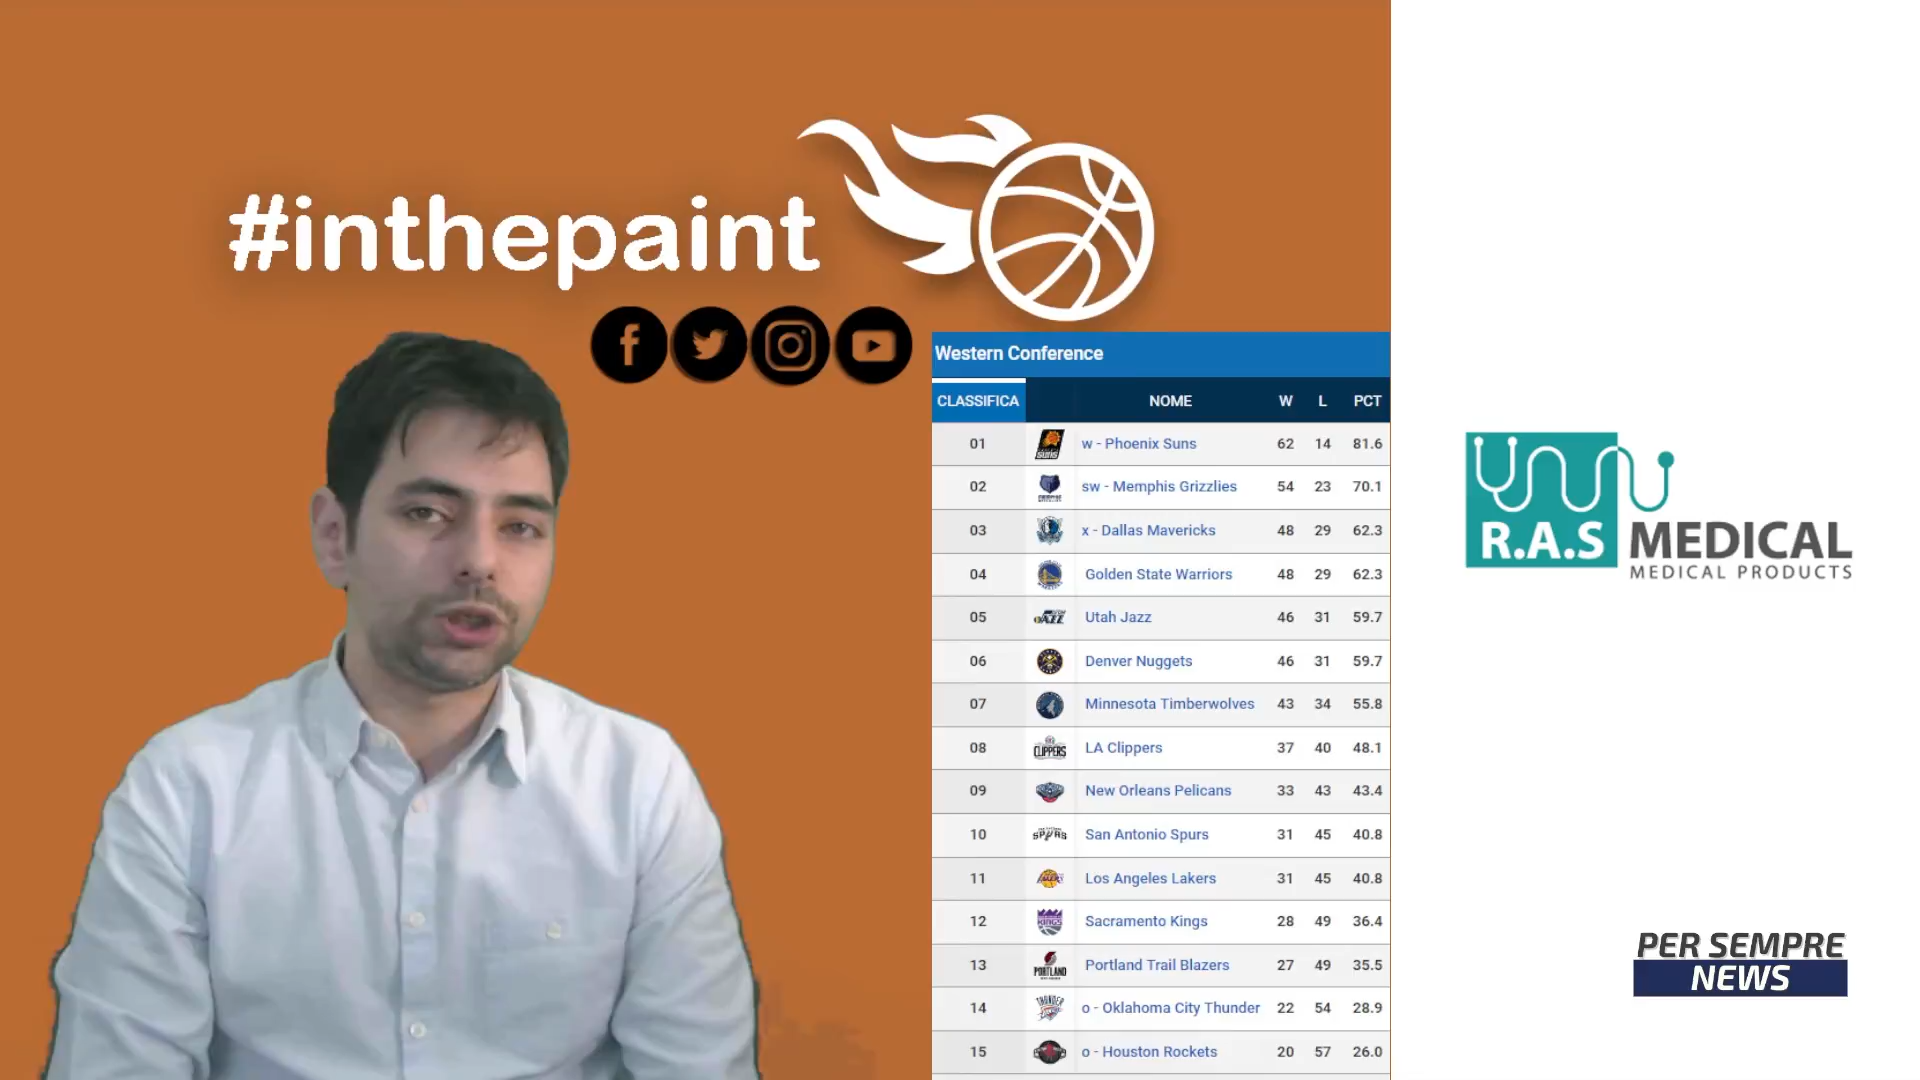 #inthepaint
Western Conference
CLASSIFICA NOME W L PCT
01 w - Phoenix Suns 62 14 81.6
02 sw - Memphis Grizzlies 54 23 70.1
03 x - Dallas Mavericks 48 29 62.3
04 Golden State Warriors 48 29 62.3
05 Utah Jazz 46 31 59.7
06 Denver Nuggets 46 31 59.7
07 Minnesota Timberwolves 43 34 55.8
08 LA Clippers 37 40 48.1
09 New Orleans Pelicans 33 43 43.4
10 San Antonio Spurs 31 45 40.8
11 Los Angeles Lakers 31 45 40.8
12 Sacramento Kings 28 49 36.4
13 Portland Trail Blazers 27 49 35.5
14 o - Oklahoma City Thunder 22 54 28.9
15 o - Houston Rockets 20 57 26.0
R.A.S MEDICAL
MEDICAL PRODUCTS
PER SEMPRE
NEWS